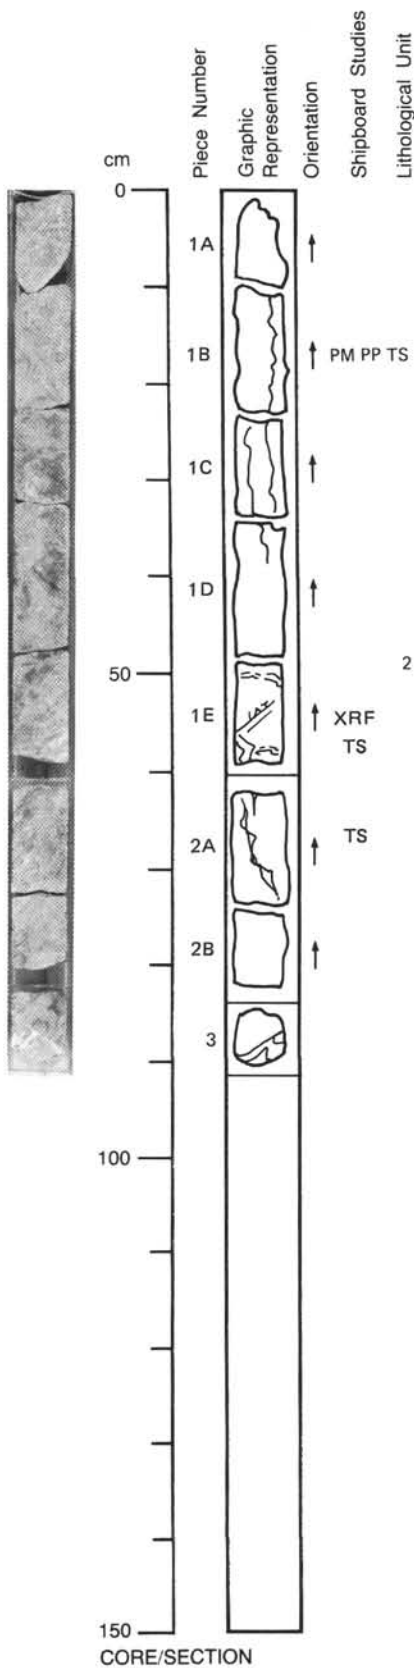 cm
Piece Number
Graphic
Representation
Orientation
Shipboard Studies
Lithological Unit
0
1A
1B PM PP TS
1C
1D
50 2
1E XRF
TS
2A TS
2B
3
100
150
CORE/SECTION